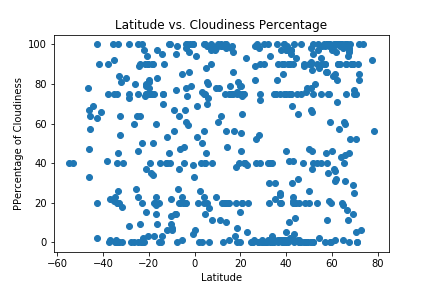 Latitude vs. Cloudiness Percentage
PPercentage of Cloudiness
100
80
60
40
20
0
−60 −40 −20 0 20 40 60 80
Latitude